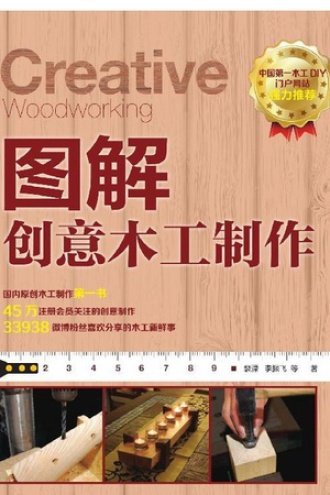 Creative
Woodworking
中国第一木工DIY
门户网站
强力推荐
图解
创意木工制作
国内原创木工制作第一书
45万注册会员关注的创意制作
33938微博粉丝喜欢分享的木工新鲜事
2 3 4 5 6 7 8 9
李腾飞 等 著